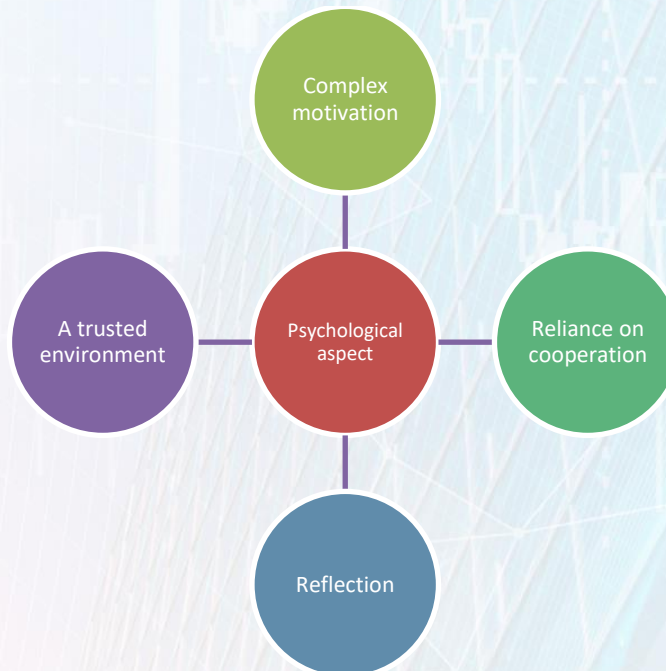 Complex
motivation
A trusted
environment
Psychological
aspect
Reliance on
cooperation
Reflection